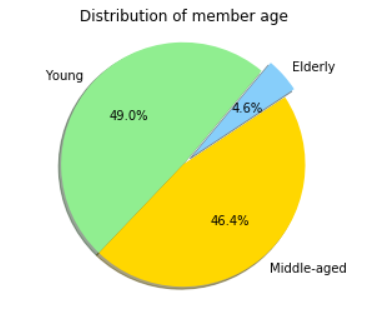 Distribution of member age
Elderly
Young
4.6%
49.0%
46.4%
Middle-aged